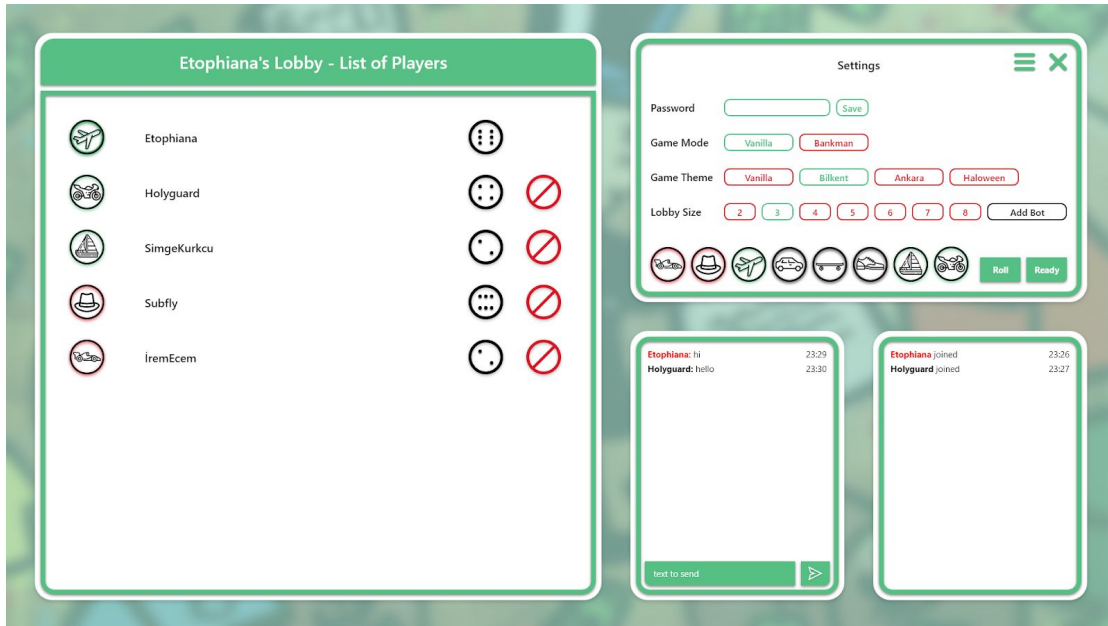 Etophiana's Lobby - List of Players
Etophiana
Holyguard
SimgeKurkcu
Subfly
İremEcem
Settings
Password Save
Game Mode Vanilla Bankman
Game Theme Vanilla Bilkent Ankara Haloween
Lobby Size 2 3 4 5 6 7 8 Add Bot
Roll Ready
Etophiana: hi 23:29
Holyguard: hello 23:30
text to send
Etophiana joined 23:26
Holyguard joined 23:27